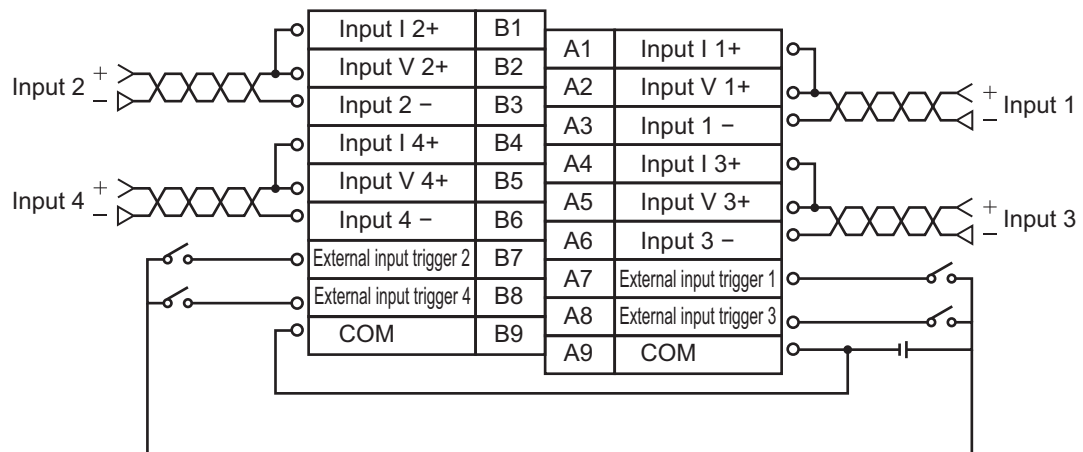 Input I 2+ B1
Input V 2+ B2
Input 2 − B3
Input I 4+ B4
Input V 4+ B5
Input 4 − B6
External input trigger 2 B7
External input trigger 4 B8
COM B9
A1 Input I 1+
A2 Input V 1+
A3 Input 1 −
A4 Input I 3+
A5 Input V 3+
A6 Input 3 −
A7 External input trigger 1
A8 External input trigger 3
A9 COM
Input 2 +
−
Input 4 +
−
+ Input 1
−
+ Input 3
−